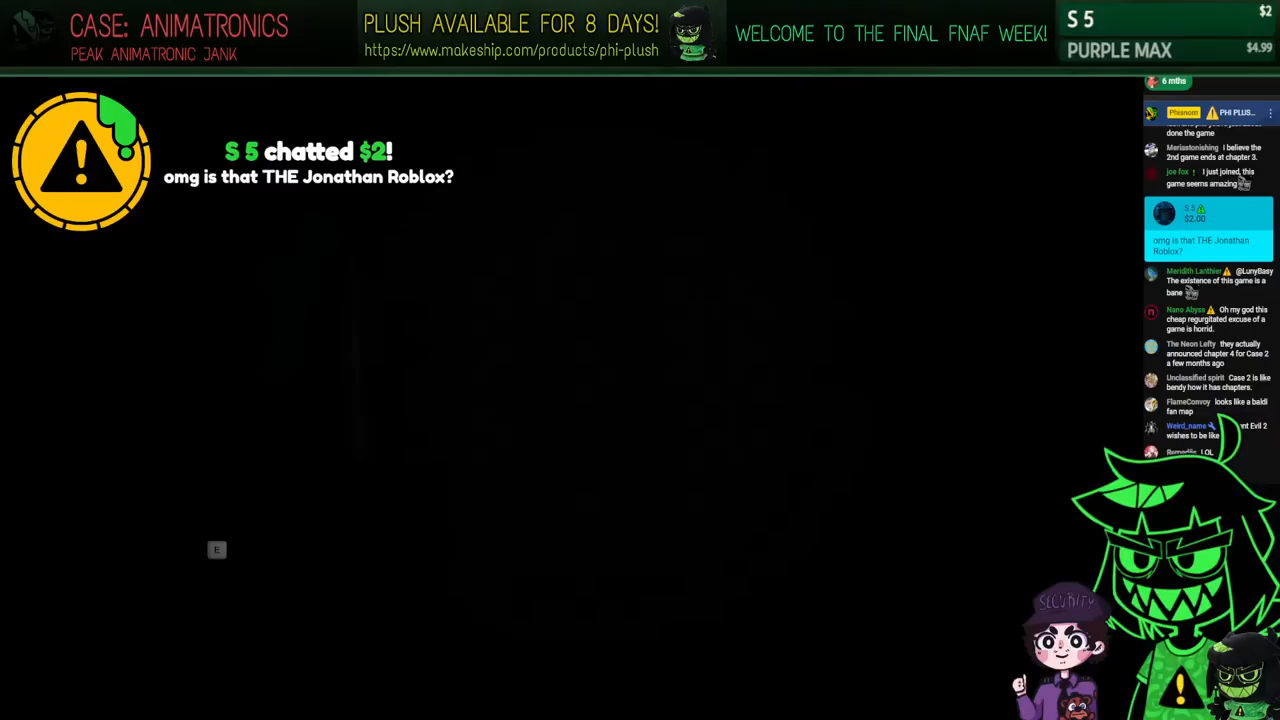 CASE: ANIMATRONICS
PEAK ANIMATRONIC JANK
PLUSH AVAILABLE FOR 8 DAYS!
https://www.makeship.com/products/phi-plush
WELCOME TO THE FINAL FNAF WEEK!
S 5
$2
PURPLE MAX
$4.99
6 mths
Phisnom
PHI PLUS...
done the game
Meriastonishing I believe the
2nd game ends at chapter 3.
joe fox I just joined, this
game seems amazing
S 5
$2.00
omg is that THE Jonathan
Roblox?
Meridith Lanthier @LunyBasy
The existence of this game is a
bane
Nano Abyss Oh my god this
cheap regurgitated excuse of a
game is horrid.
The Neon Lefty they actually
announced chapter 4 for Case 2
a few months ago
Unclassified spirit Case 2 is like
bendy how it has chapters.
FlameConvoy looks like a baldi
fan map
Weird_name nt Evil 2
wishes to be like
LOL
S 5 chatted $2!
omg is that THE Jonathan Roblox?
E
SECURITY